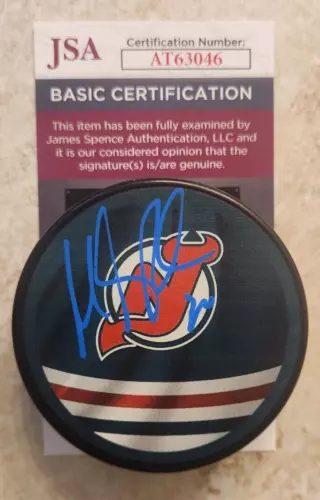 JSA
Certification Number:
AT63046
BASIC CERTIFICATION
This item has been fully examined by
James Spence Authentication, LLC and
it is our considered opinion that the
signature(s) is/are genuine.